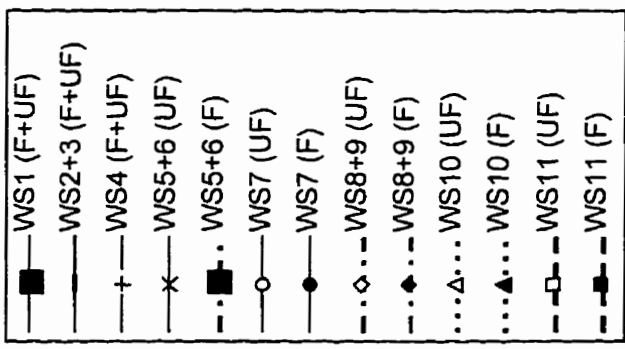 WS1 (F+UF)
WS2+3 (F+UF)
WS4 (F+UF)
WS5+6 (UF)
WS5+6 (F)
WS7 (UF)
WS7 (F)
WS8+9 (UF)
WS8+9 (F)
WS10 (UF)
WS10 (F)
WS11 (UF)
WS11 (F)